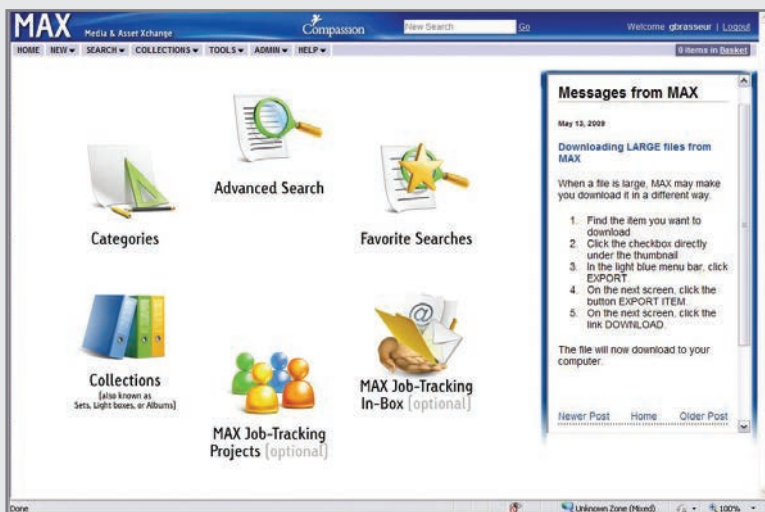 MAX Media & Asset Xchange Compassion New Search Go Welcome gbrasseur | Logout
HOME NEW SEARCH COLLECTIONS TOOLS ADMIN HELP 0 items in Basket
Advanced Search
Categories
Favorite Searches
Collections
(also known as
Sets, Light boxes, or Albums)
MAX Job-Tracking
Projects (optional)
MAX Job-Tracking
In-Box (optional)
Messages from MAX
May 13, 2009
Downloading LARGE files from
MAX
When a file is large, MAX may make
you download it in a different way.
1. Find the item you want to
download
2. Click the checkbox directly
under the thumbnail
3. In the light blue menu bar, click
EXPORT.
4. On the next screen, click the
button EXPORT ITEM.
5. On the next screen, click the
link DOWNLOAD.
The file will now download to your
computer.
Newer Post Home Older Post
Done Unknown Zone (Mixed) 100%